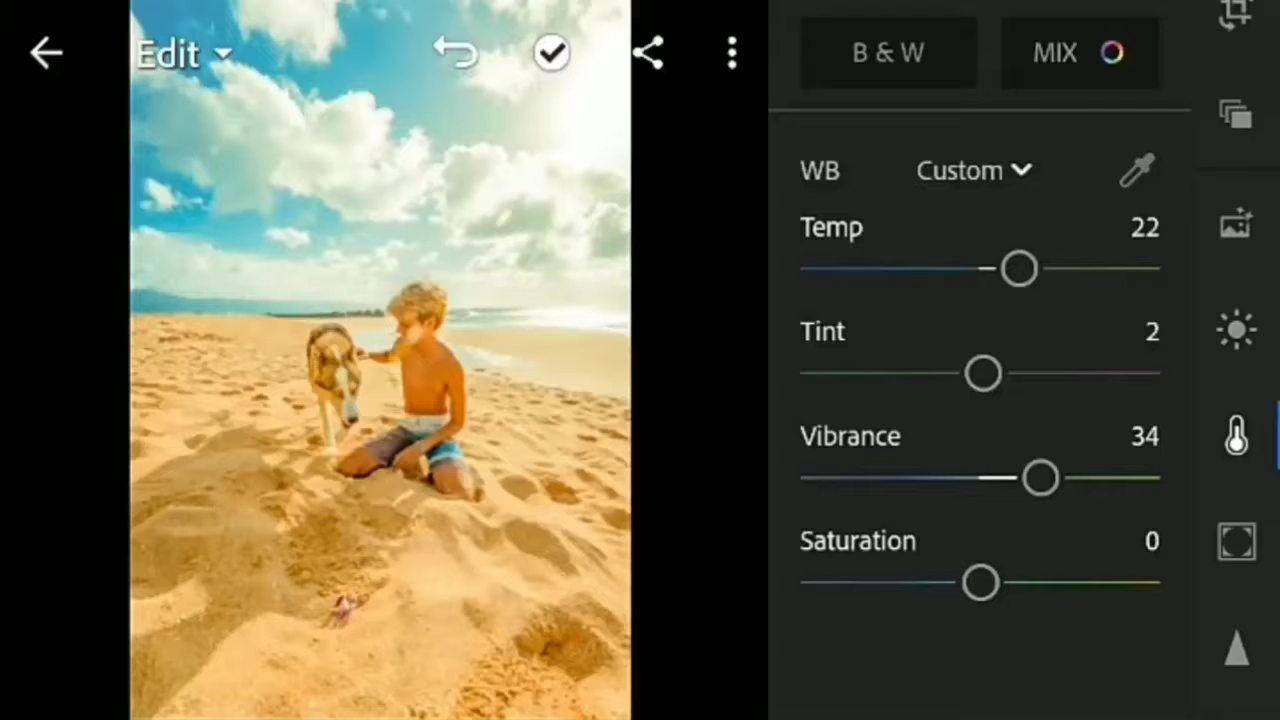 Edit
B & W
MIX
WB
Custom
Temp
22
Tint
2
Vibrance
34
Saturation
0